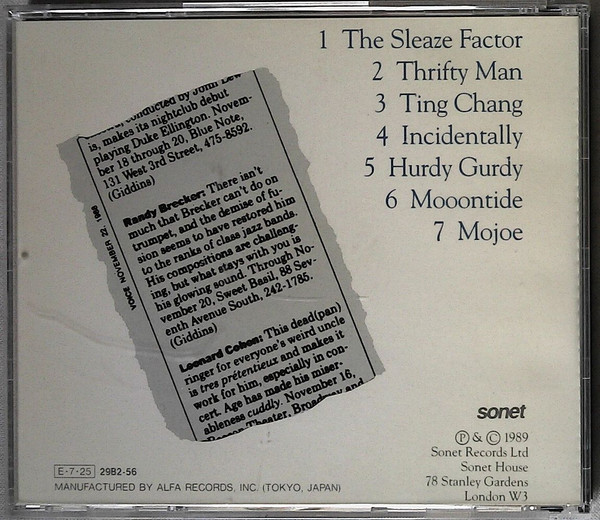 1 The Sleaze Factor
2 Thrifty Man
3 Ting Chang
4 Incidentally
5 Hurdy Gurdy
6 Mooontide
7 Mojoe
conducted by John Lew
is, makes its nightclub debut
playing Duke Ellington. Novem-
ber 18 through 20, Blue Note,
131 West 3rd Street, 475-8592.
(Giddins)
Randy Brecker: There isn't
much that Brecker can't do on
trumpet, and the demise of fu-
sion seems to have restored him
to the ranks of class jazz bands.
His compositions are challeng-
ing, but what stays with you is
his glowing sound. Through No-
vember 20, Sweet Basil, 88 Sev-
enth Avenue South, 242-1785.
(Giddins)
Leonard Cohen: This dead(pan)
ringer for everyone's weird uncle
is tres prétentieux and makes it
work for him, especially in con-
cert. Age has made his miser-
ableness cuddly. November 16,
Theater, Broadway and
VOICE NOVEMBER 22, 1988
sonet
Ⓟ & © 1989
Sonet Records Ltd
Sonet House
78 Stanley Gardens
London W3
E·7·25 29B2-56
MANUFACTURED BY ALFA RECORDS, INC. (TOKYO, JAPAN)